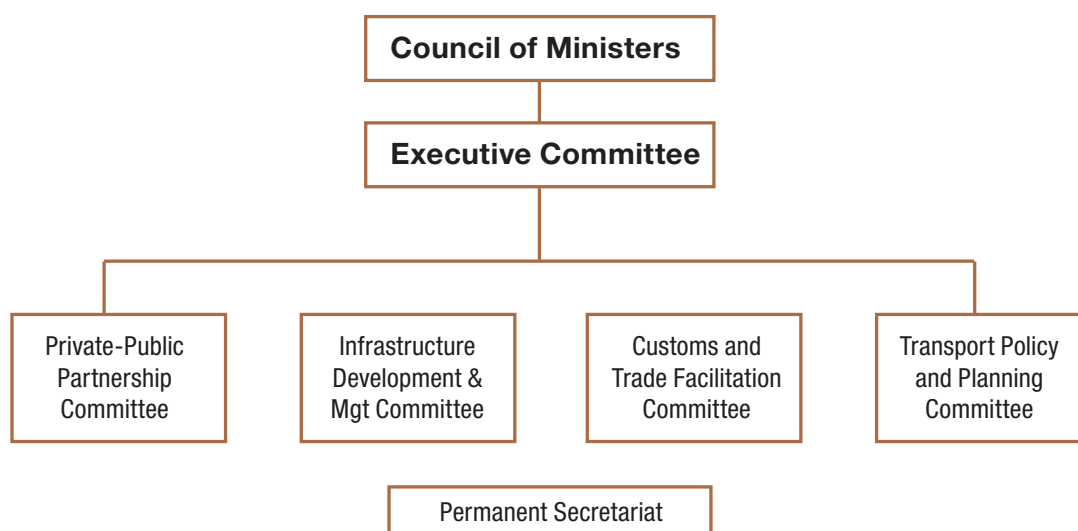 Council of Ministers
Executive Committee
Private-Public
Partnership
Committee
Infrastructure
Development &
Mgt Committee
Customs and
Trade Facilitation
Committee
Transport Policy
and Planning
Committee
Permanent Secretariat